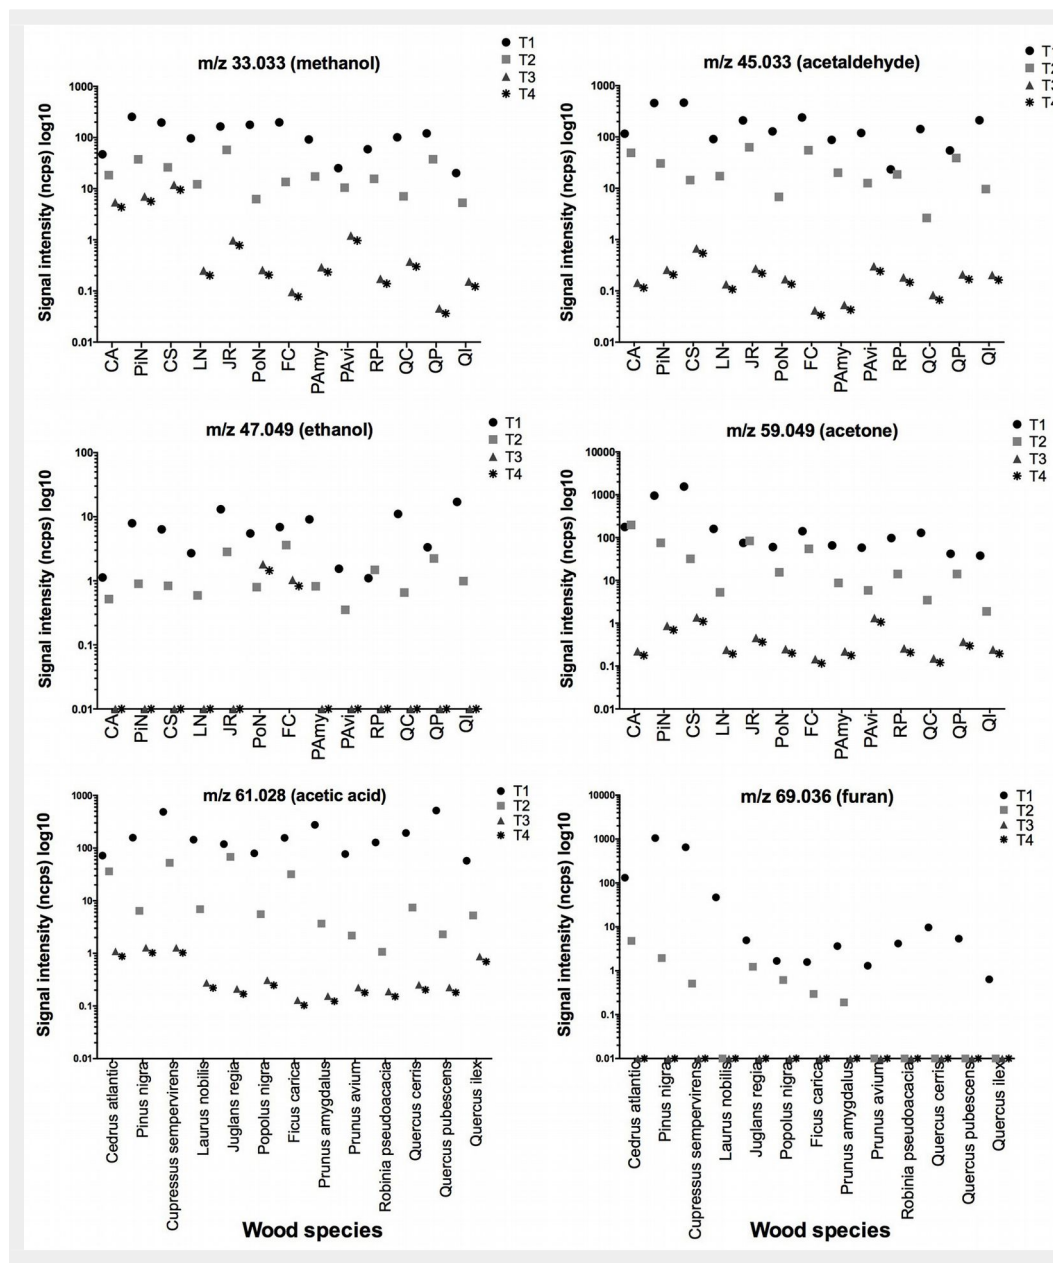 m/z 33.033 (methanol)
T1
T2
T3
T4
Signal intensity (ncps) log10
1000
100
10
1
0.1
0.01
CA
PiN
CS
LN
JR
PoN
FC
PAmy
PAvi
RP
QC
QP
QI
m/z 45.033 (acetaldehyde)
T1
T2
T3
T4
Signal intensity (ncps) log10
1000
100
10
1
0.1
0.01
CA
PiN
CS
LN
JR
PoN
FC
PAmy
PAvi
RP
QC
QP
QI
m/z 47.049 (ethanol)
T1
T2
T3
T4
Signal intensity (ncps) log10
100
10
1
0.1
0.01
CA
PiN
CS
LN
JR
PoN
FC
PAmy
PAvi
RP
QC
QP
QI
m/z 59.049 (acetone)
T1
T2
T3
T4
Signal intensity (ncps) log10
10000
1000
100
10
1
0.1
0.01
CA
PiN
CS
LN
JR
PoN
FC
PAmy
PAvi
RP
QC
QP
QI
m/z 61.028 (acetic acid)
T1
T2
T3
T4
Signal intensity (ncps) log10
1000
100
10
1
0.1
0.01
Cedrus atlantic
Pinus nigra
Cupressus sempervirens
Laurus nobilis
Juglans regia
Popolus nigra
Ficus carica
Prunus amygdalus
Prunus avium
Robinia pseudoacacia
Quercus cerris
Quercus pubescens
Quercus ilex
Wood species
m/z 69.036 (furan)
T1
T2
T3
T4
Signal intensity (ncps) log10
10000
1000
100
10
1
0.1
0.01
Cedrus atlantic
Pinus nigra
Cupressus sempervirens
Laurus nobilis
Juglans regia
Popolus nigra
Ficus carica
Prunus amygdalus
Prunus avium
Robinia pseudoacacia
Quercus cerris
Quercus pubescens
Quercus ilex
Wood species